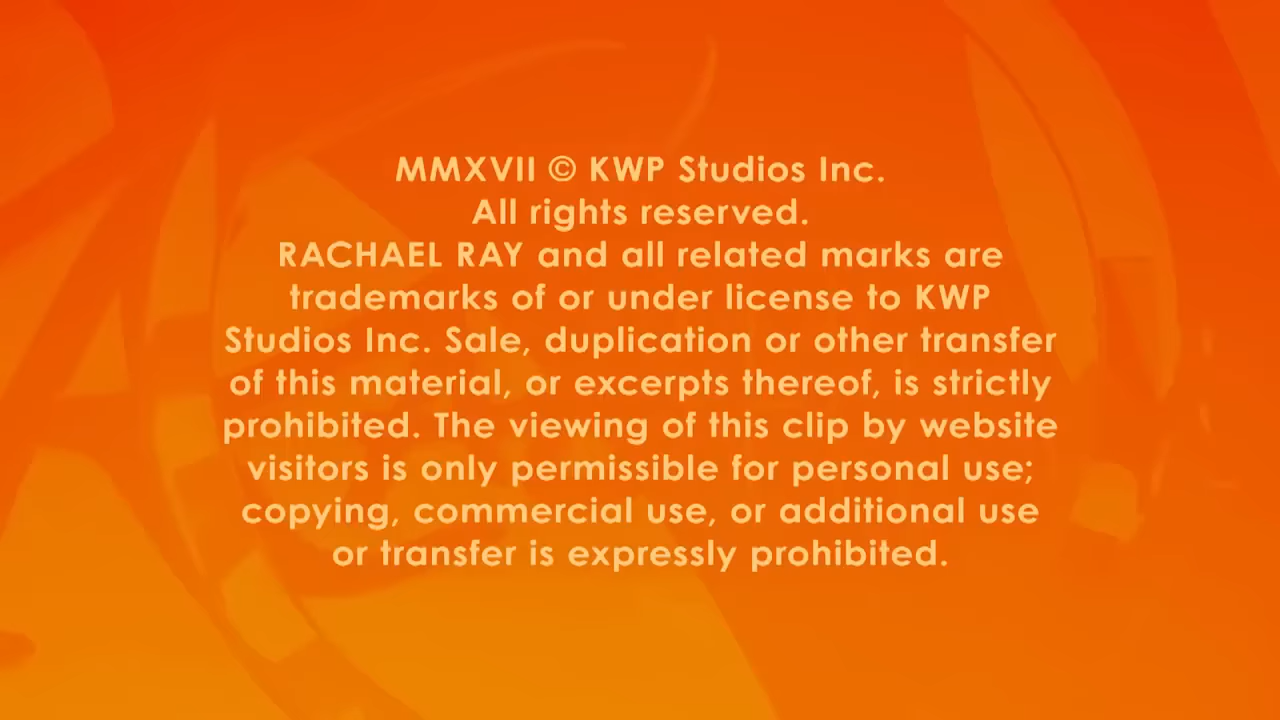 MMXVII © KWP Studios Inc.
All rights reserved.
RACHAEL RAY and all related marks are
trademarks of or under license to KWP
Studios Inc. Sale, duplication or other transfer
of this material, or excerpts thereof, is strictly
prohibited. The viewing of this clip by website
visitors is only permissible for personal use;
copying, commercial use, or additional use
or transfer is expressly prohibited.